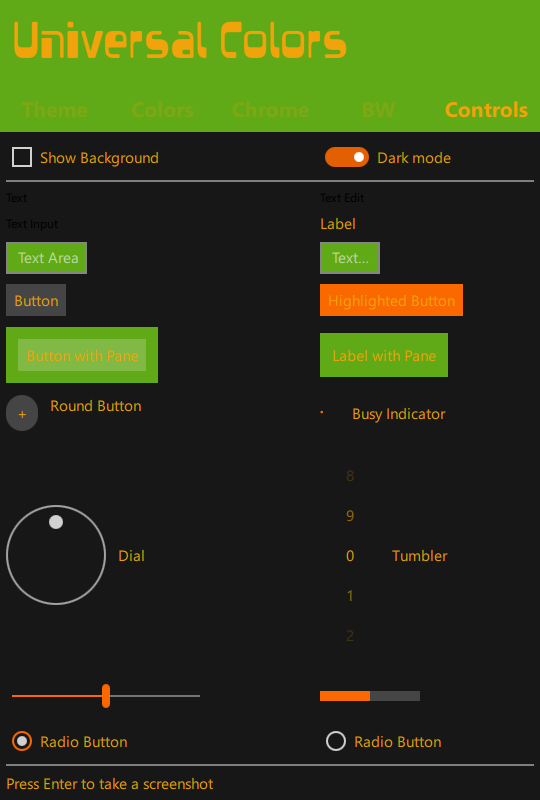 Universal Colors
Theme Colors Chrome BW Controls
Show Background Dark mode
Text Text Edit
Text Input Label
Text Area Text...
Button Highlighted Button
Button with Pane Label with Pane
+ Round Button Busy Indicator
8
9
Dial 0 Tumbler
1
2
Radio Button Radio Button
Press Enter to take a screenshot